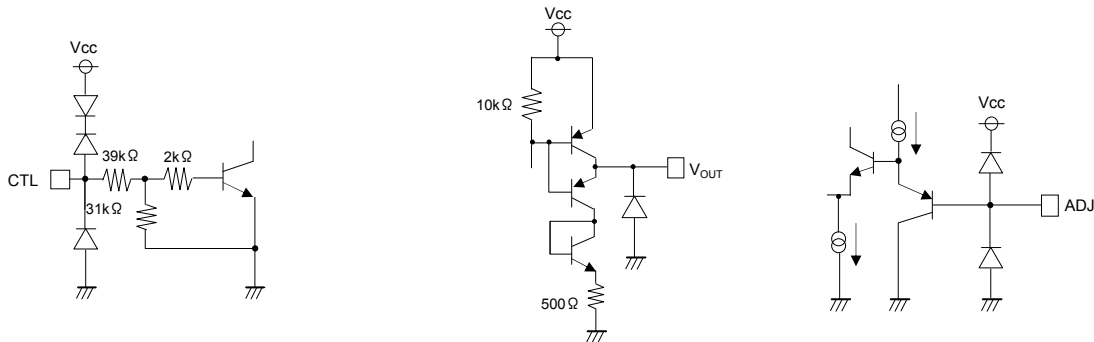 Vcc
39kΩ
2kΩ
CTL
31kΩ
Vcc
10kΩ
VOUT
500Ω
Vcc
ADJ